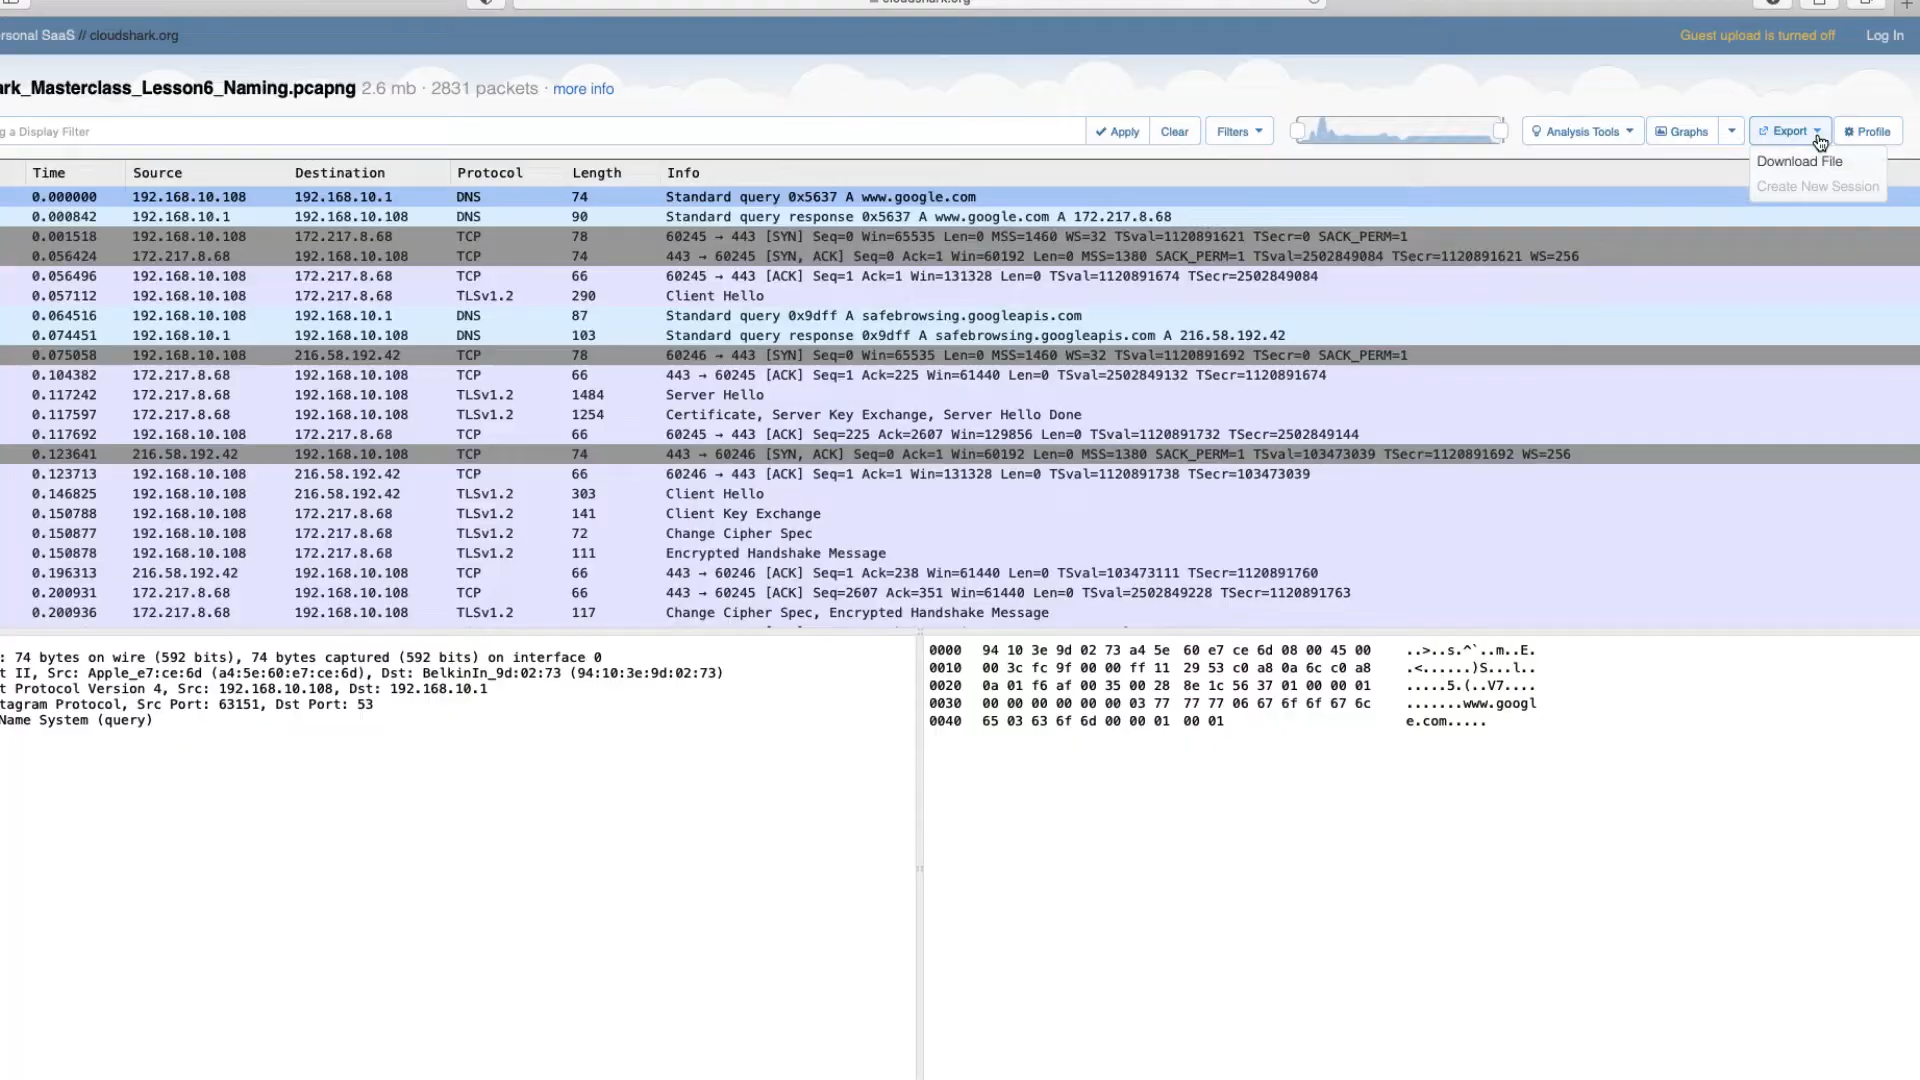 cloudshark.org
ersonal SaaS // cloudshark.org Guest upload is turned off Log In
ark_Masterclass_Lesson6_Naming.pcapng 2.6 mb · 2831 packets · more info
g a Display Filter Apply Clear Filters Analysis Tools Graphs Export Profile
Download File
Create New Session
Time Source Destination Protocol Length Info
0.000000 192.168.10.108 192.168.10.1 DNS 74 Standard query 0x5637 A www.google.com
0.000842 192.168.10.1 192.168.10.108 DNS 90 Standard query response 0x5637 A www.google.com A 172.217.8.68
0.001518 192.168.10.108 172.217.8.68 TCP 78 60245 → 443 [SYN] Seq=0 Win=65535 Len=0 MSS=1460 WS=32 TSval=1120891621 TSecr=0 SACK_PERM=1
0.056424 172.217.8.68 192.168.10.108 TCP 74 443 → 60245 [SYN, ACK] Seq=0 Ack=1 Win=60192 Len=0 MSS=1380 SACK_PERM=1 TSval=2502849084 TSecr=1120891621 WS=256
0.056496 192.168.10.108 172.217.8.68 TCP 66 60245 → 443 [ACK] Seq=1 Ack=1 Win=131328 Len=0 TSval=1120891674 TSecr=2502849084
0.057112 192.168.10.108 172.217.8.68 TLSv1.2 290 Client Hello
0.064516 192.168.10.108 192.168.10.1 DNS 87 Standard query 0x9dff A safebrowsing.googleapis.com
0.074451 192.168.10.1 192.168.10.108 DNS 103 Standard query response 0x9dff A safebrowsing.googleapis.com A 216.58.192.42
0.075058 192.168.10.108 216.58.192.42 TCP 78 60246 → 443 [SYN] Seq=0 Win=65535 Len=0 MSS=1460 WS=32 TSval=1120891692 TSecr=0 SACK_PERM=1
0.104382 172.217.8.68 192.168.10.108 TCP 66 443 → 60245 [ACK] Seq=1 Ack=225 Win=61440 Len=0 TSval=2502849132 TSecr=1120891674
0.117242 172.217.8.68 192.168.10.108 TLSv1.2 1484 Server Hello
0.117597 172.217.8.68 192.168.10.108 TLSv1.2 1254 Certificate, Server Key Exchange, Server Hello Done
0.117692 192.168.10.108 172.217.8.68 TCP 66 60245 → 443 [ACK] Seq=225 Ack=2607 Win=129856 Len=0 TSval=1120891732 TSecr=2502849144
0.123641 216.58.192.42 192.168.10.108 TCP 74 443 → 60246 [SYN, ACK] Seq=0 Ack=1 Win=60192 Len=0 MSS=1380 SACK_PERM=1 TSval=103473039 TSecr=1120891692 WS=256
0.123713 192.168.10.108 216.58.192.42 TCP 66 60246 → 443 [ACK] Seq=1 Ack=1 Win=131328 Len=0 TSval=1120891738 TSecr=103473039
0.146825 192.168.10.108 216.58.192.42 TLSv1.2 303 Client Hello
0.150788 192.168.10.108 172.217.8.68 TLSv1.2 141 Client Key Exchange
0.150877 192.168.10.108 172.217.8.68 TLSv1.2 72 Change Cipher Spec
0.150878 192.168.10.108 172.217.8.68 TLSv1.2 111 Encrypted Handshake Message
0.196313 216.58.192.42 192.168.10.108 TCP 66 443 → 60246 [ACK] Seq=1 Ack=238 Win=61440 Len=0 TSval=103473111 TSecr=1120891760
0.200931 172.217.8.68 192.168.10.108 TCP 66 443 → 60245 [ACK] Seq=2607 Ack=351 Win=61440 Len=0 TSval=2502849228 TSecr=1120891763
0.200936 172.217.8.68 192.168.10.108 TLSv1.2 117 Change Cipher Spec, Encrypted Handshake Message
: 74 bytes on wire (592 bits), 74 bytes captured (592 bits) on interface 0
t II, Src: Apple_e7:ce:6d (a4:5e:60:e7:ce:6d), Dst: BelkinIn_9d:02:73 (94:10:3e:9d:02:73)
t Protocol Version 4, Src: 192.168.10.108, Dst: 192.168.10.1
tagram Protocol, Src Port: 63151, Dst Port: 53
Name System (query)
0000 94 10 3e 9d 02 73 a4 5e 60 e7 ce 6d 08 00 45 00 ..>..s.^`..m..E.
0010 00 3c fc 9f 00 00 ff 11 29 53 c0 a8 0a 6c c0 a8 .<......)S...l..
0020 0a 01 f6 af 00 35 00 28 8e 1c 56 37 01 00 00 01 .....5.(..V7....
0030 00 00 00 00 00 00 03 77 77 77 06 67 6f 6f 67 6c .......www.googl
0040 65 03 63 6f 6d 00 00 01 00 01 e.com.....